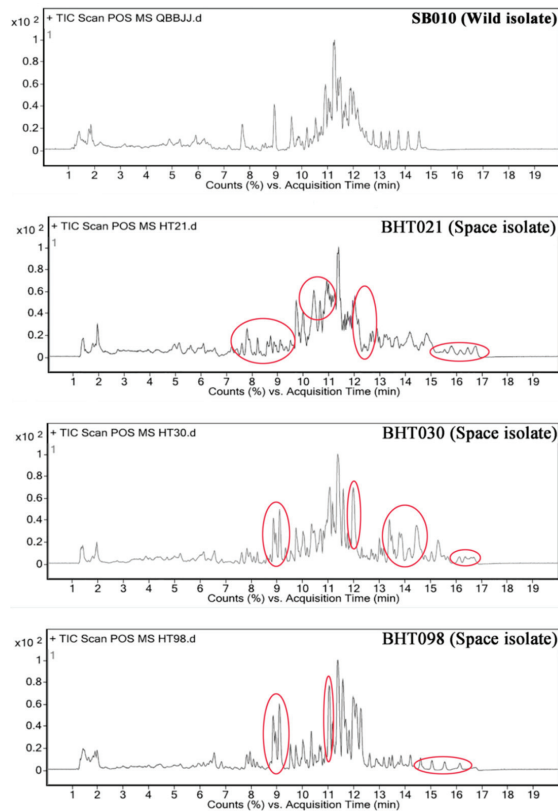 + TIC Scan POS MS QBBJJ.d
SB010 (Wild isolate)
x10 2
1
1
0.8
0.6
0.4
0.2
0
1 2 3 4 5 6 7 8 9 10 11 12 13 14 15 16 17 18 19
Counts (%) vs. Acquisition Time (min)
+ TIC Scan POS MS HT21.d
BHT021 (Space isolate)
x10 2
1
1
0.8
0.6
0.4
0.2
0
1 2 3 4 5 6 7 8 9 10 11 12 13 14 15 16 17 18 19
Counts (%) vs. Acquisition Time (min)
+ TIC Scan POS MS HT30.d
BHT030 (Space isolate)
x10 2
1
1
0.8
0.6
0.4
0.2
0
1 2 3 4 5 6 7 8 9 10 11 12 13 14 15 16 17 18 19
Counts (%) vs. Acquisition Time (min)
+ TIC Scan POS MS HT98.d
BHT098 (Space isolate)
x10 2
1
1
0.8
0.6
0.4
0.2
0
1 2 3 4 5 6 7 8 9 10 11 12 13 14 15 16 17 18 19
Counts (%) vs. Acquisition Time (min)